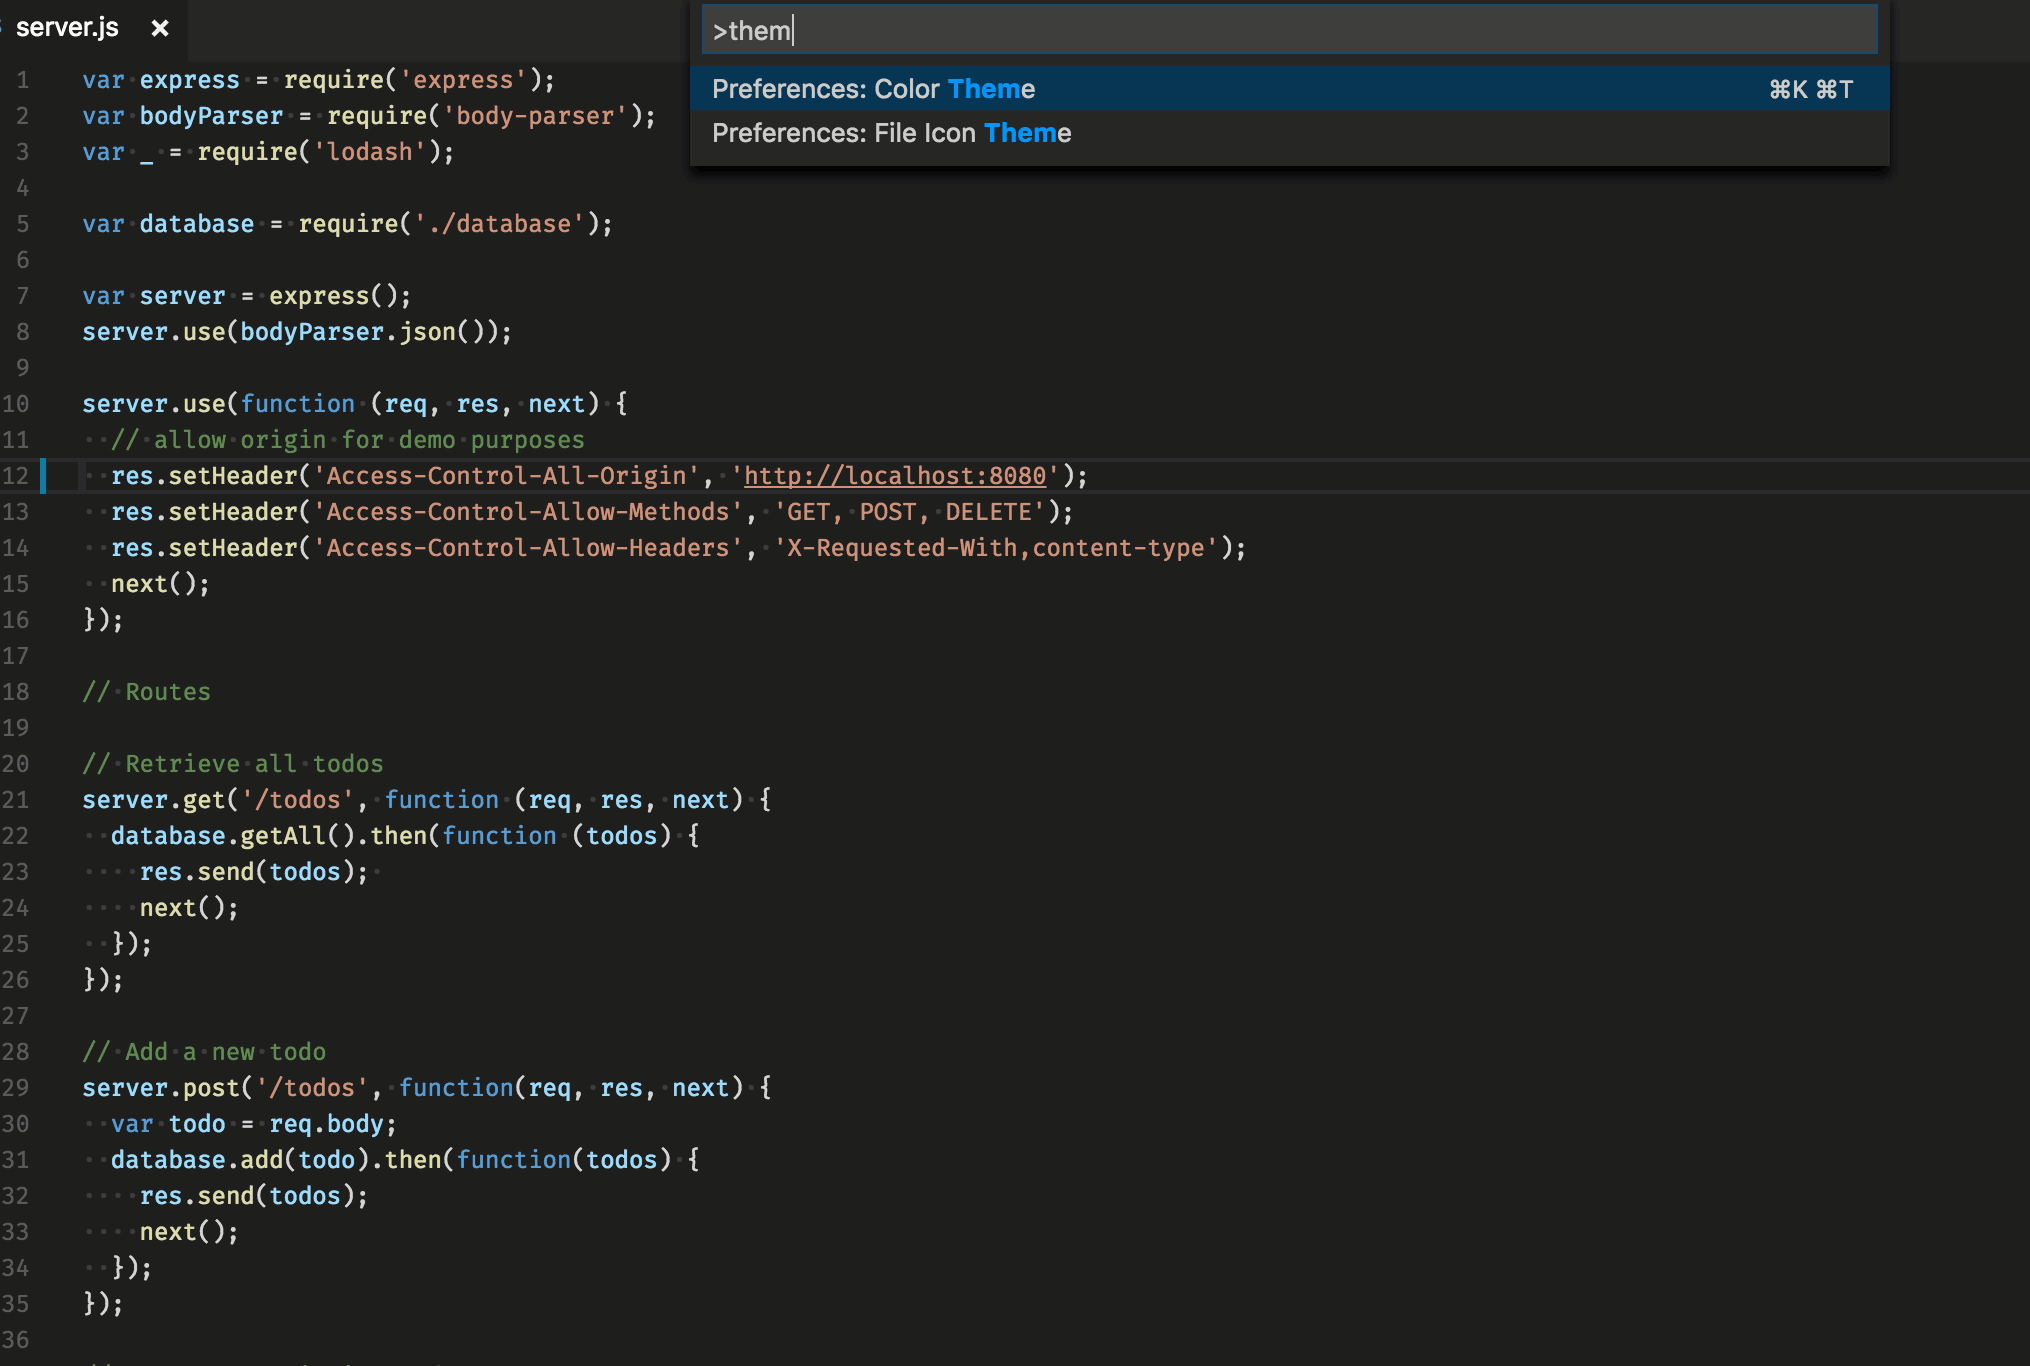 server.js ×
>them
Preferences: Color Theme ⌘K ⌘T
Preferences: File Icon Theme
1 var express = require('express');
2 var bodyParser = require('body-parser');
3 var _ = require('lodash');
4
5 var database = require('./database');
6
7 var server = express();
8 server.use(bodyParser.json());
9
10 server.use(function (req, res, next) {
11 // allow origin for demo purposes
12 res.setHeader('Access-Control-All-Origin', 'http://localhost:8080');
13 res.setHeader('Access-Control-Allow-Methods', 'GET, POST, DELETE');
14 res.setHeader('Access-Control-Allow-Headers', 'X-Requested-With,content-type');
15 next();
16 });
17
18 // Routes
19
20 // Retrieve all todos
21 server.get('/todos', function (req, res, next) {
22 database.getAll().then(function (todos) {
23 res.send(todos);
24 next();
25 });
26 });
27
28 // Add a new todo
29 server.post('/todos', function(req, res, next) {
30 var todo = req.body;
31 database.add(todo).then(function(todos) {
32 res.send(todos);
33 next();
34 });
35 });
36